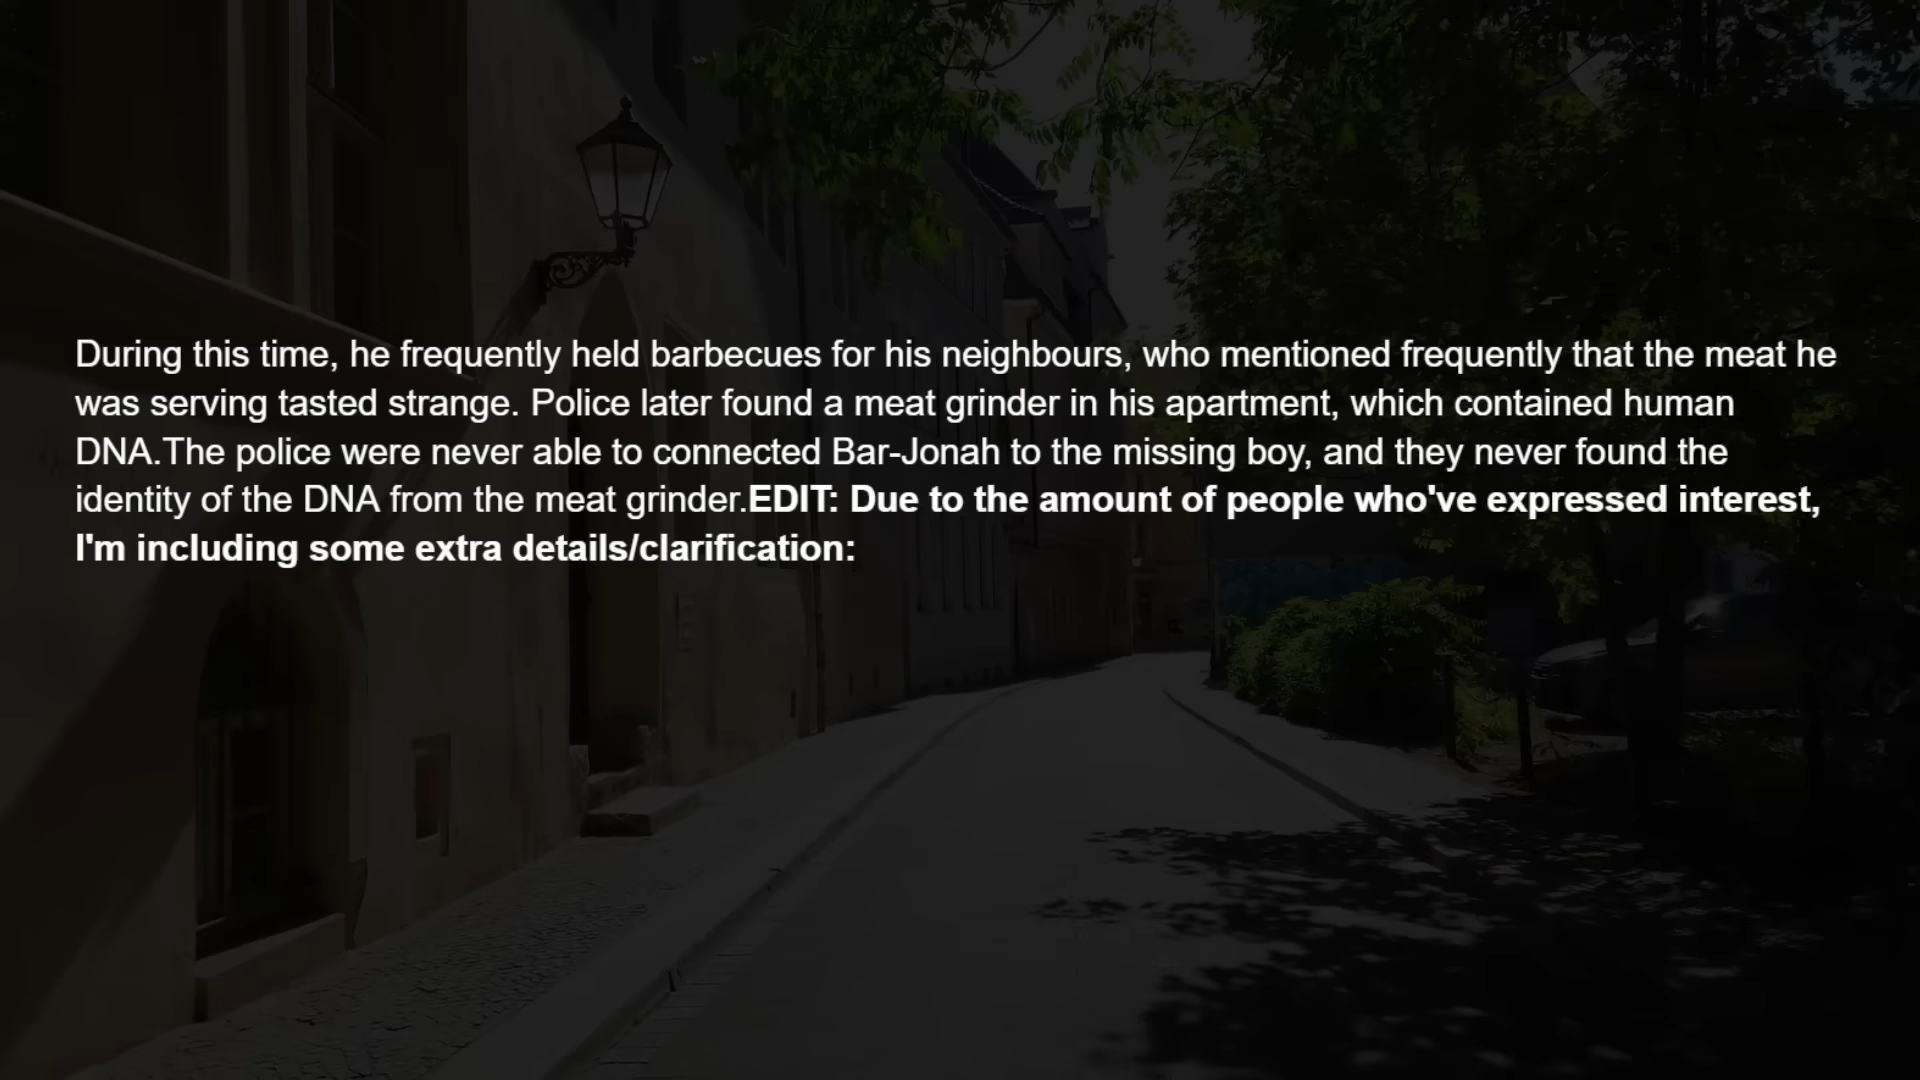 During this time, he frequently held barbecues for his neighbours, who mentioned frequently that the meat he
was serving tasted strange. Police later found a meat grinder in his apartment, which contained human
DNA.The police were never able to connected Bar-Jonah to the missing boy, and they never found the
identity of the DNA from the meat grinder.EDIT: Due to the amount of people who've expressed interest,
I'm including some extra details/clarification: